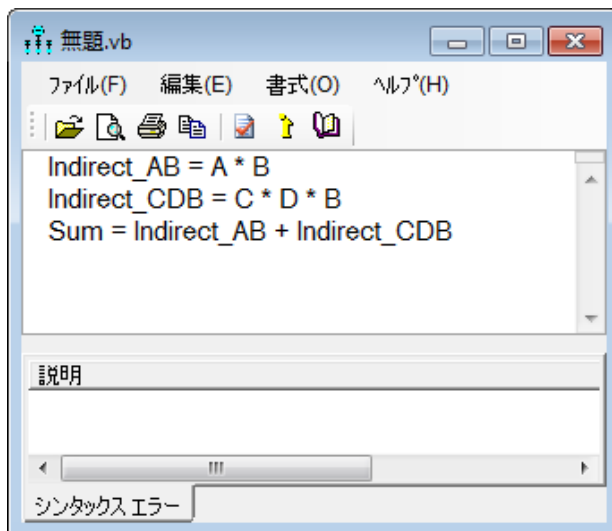 無題.vb
ファイル(F) 編集(E) 書式(O) ヘルプ(H)
Indirect_AB = A * B
Indirect_CDB = C * D * B
Sum = Indirect_AB + Indirect_CDB
説明
シンタックス エラー